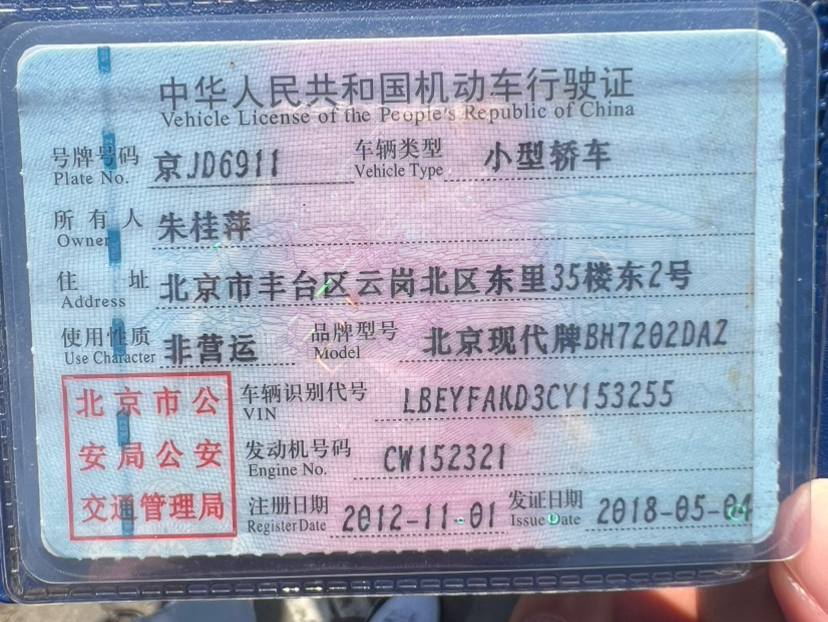 中华人民共和国机动车行驶证
Vehicle License of the People's Republic of China
号牌号码 京JD6911 车辆类型 小型轿车
Plate No. Vehicle Type
所有人 朱桂萍
Owner
住址 北京市丰台区云岗北区东里35楼东2号
Address
使用性质 非营运 品牌型号 北京现代牌BH7202DAZ
Use Character Model
北京市公 车辆识别代号 LBEYFAKD3CY153255
VIN
安局公安 发动机号码 CW152321
Engine No.
交通管理局 注册日期 2012-11-01 发证日期 2018-05-04
Register Date Issue Date